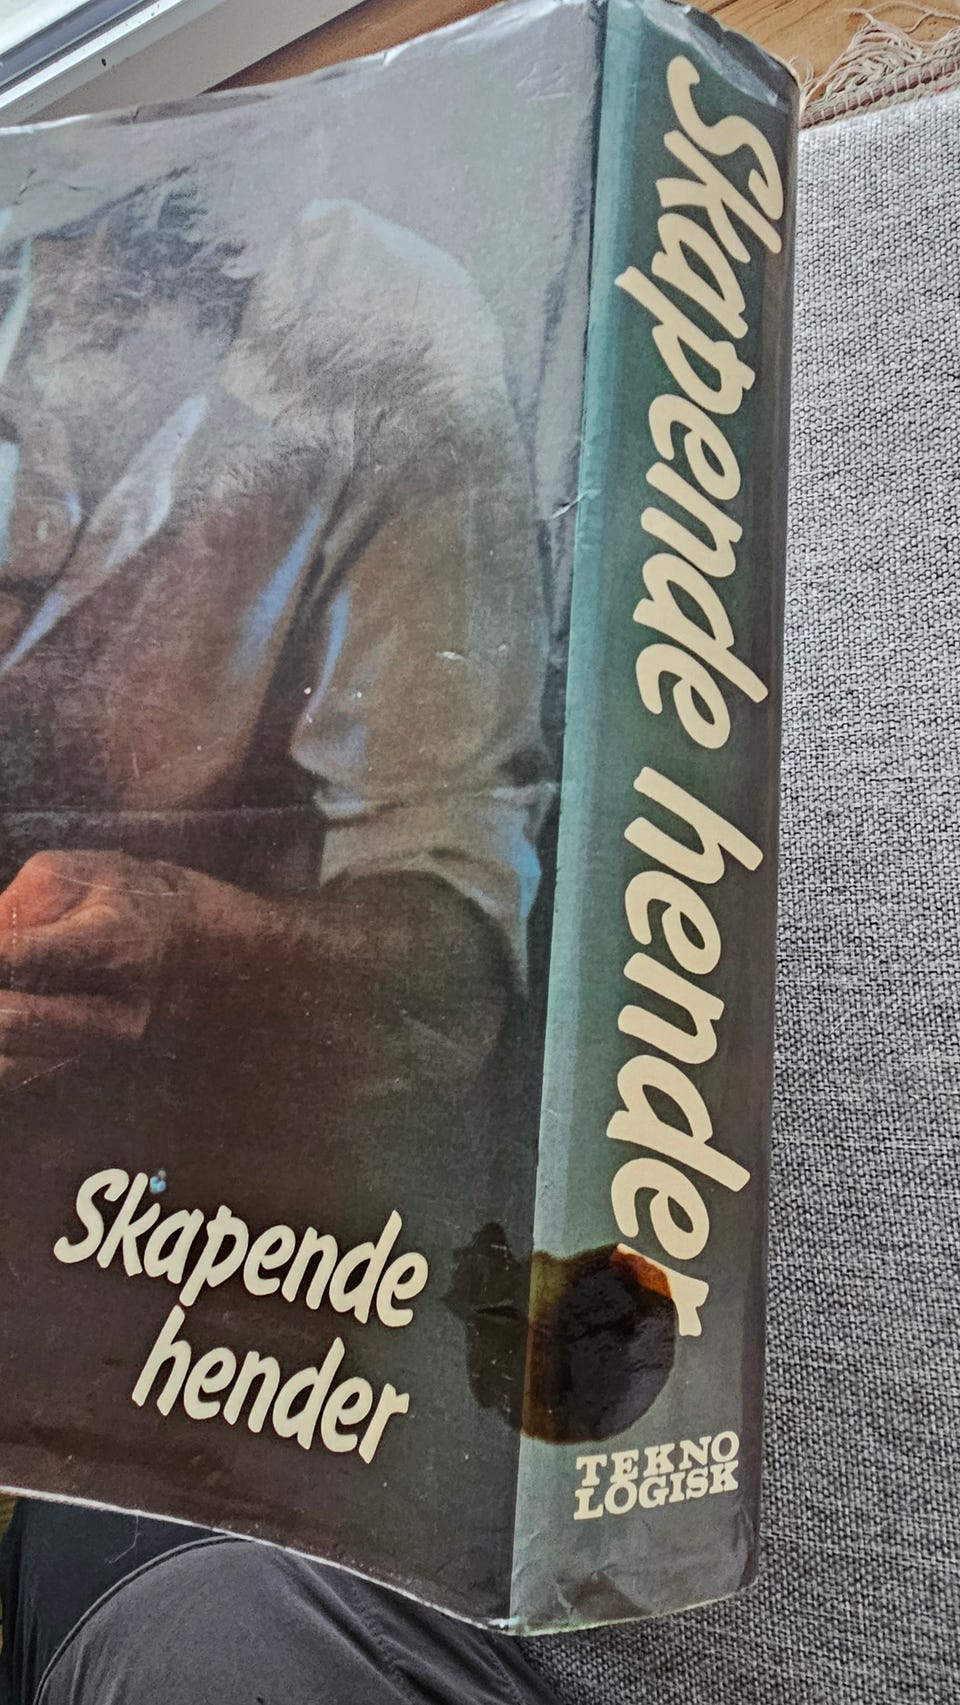 Skapende
hender
Skapende hender
TEKNO
LOGISK